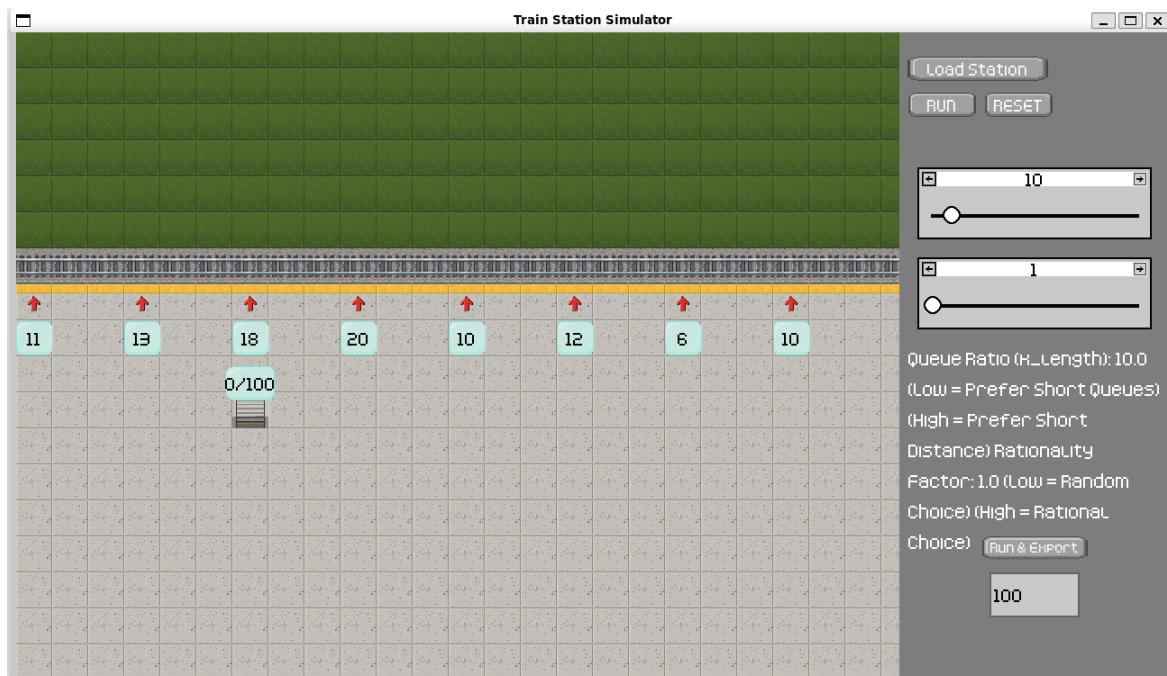 Train Station Simulator
Load Station
RUN RESET
10
1
11 13 18 20 10 12 6 10
0/100
Queue Ratio (K_Length): 10.0
(Low = Prefer Short Queues)
(High = Prefer Short
Distance) Rationality
Factor: 1.0 (Low = Random
Choice) (High = Rational
Choice) Run & Export
100